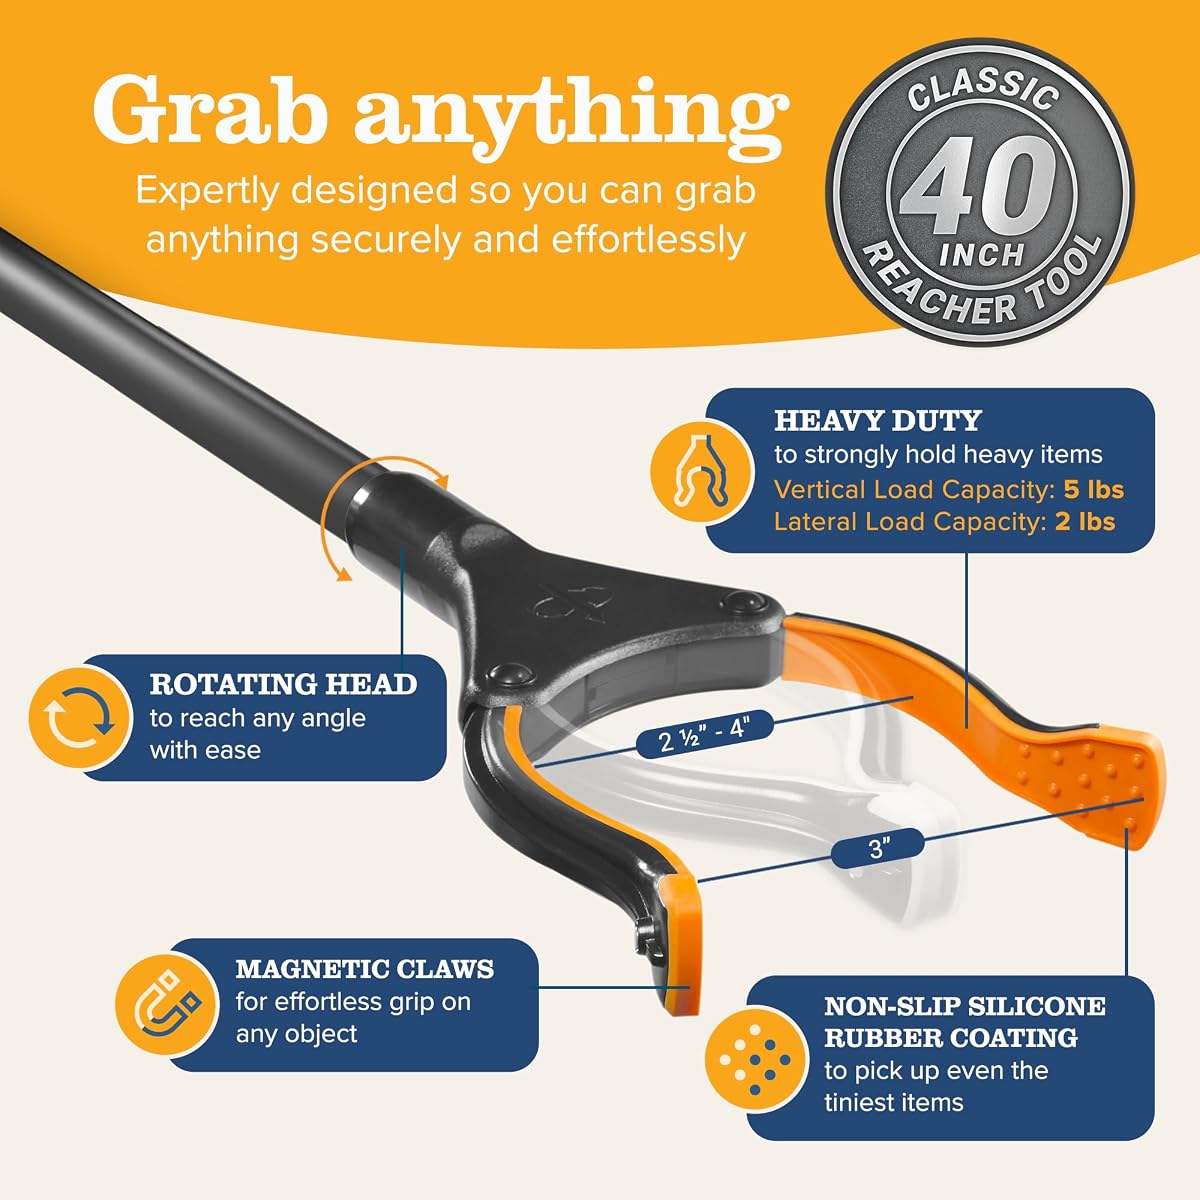 Grab anything
Expertly designed so you can grab
anything securely and effortlessly
CLASSIC
40
INCH
REACHER TOOL
HEAVY DUTY
to strongly hold heavy items
Vertical Load Capacity: 5 lbs
Lateral Load Capacity: 2 lbs
ROTATING HEAD
to reach any angle
with ease
2 ½" - 4"
3"
MAGNETIC CLAWS
for effortless grip on
any object
NON-SLIP SILICONE
RUBBER COATING
to pick up even the
tiniest items